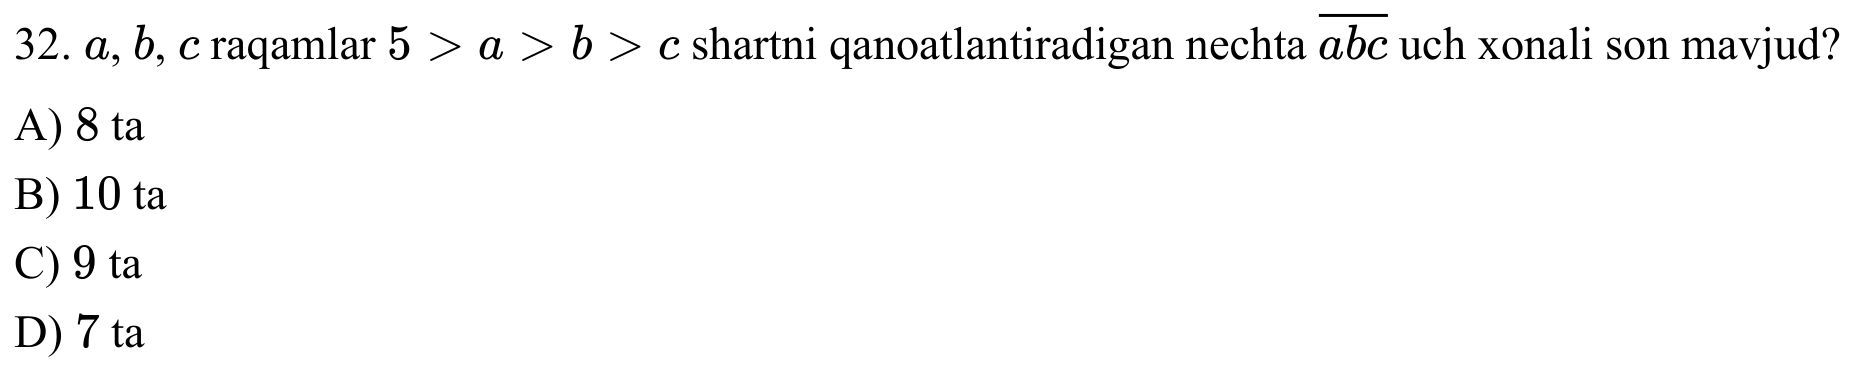 32. a, b, c raqamlar 5 > a > b > c shartni qanoatlantiradigan nechta \overline{abc} uch xonali son mavjud?
A) 8 ta
B) 10 ta
C) 9 ta
D) 7 ta